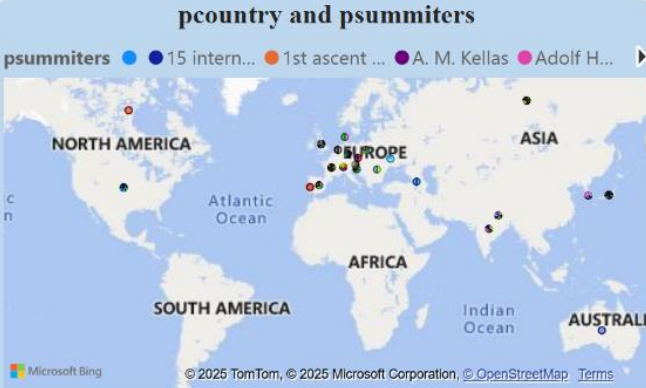 pcountry and psummiters
psummiters 15 intern... 1st ascent ... A. M. Kellas Adolf H...
NORTH AMERICA
ASIA
EUROPE
Atlantic
Ocean
c
n
AFRICA
SOUTH AMERICA
Indian
Ocean
AUSTRALI
Microsoft Bing
© 2025 TomTom, © 2025 Microsoft Corporation, © OpenStreetMap Terms